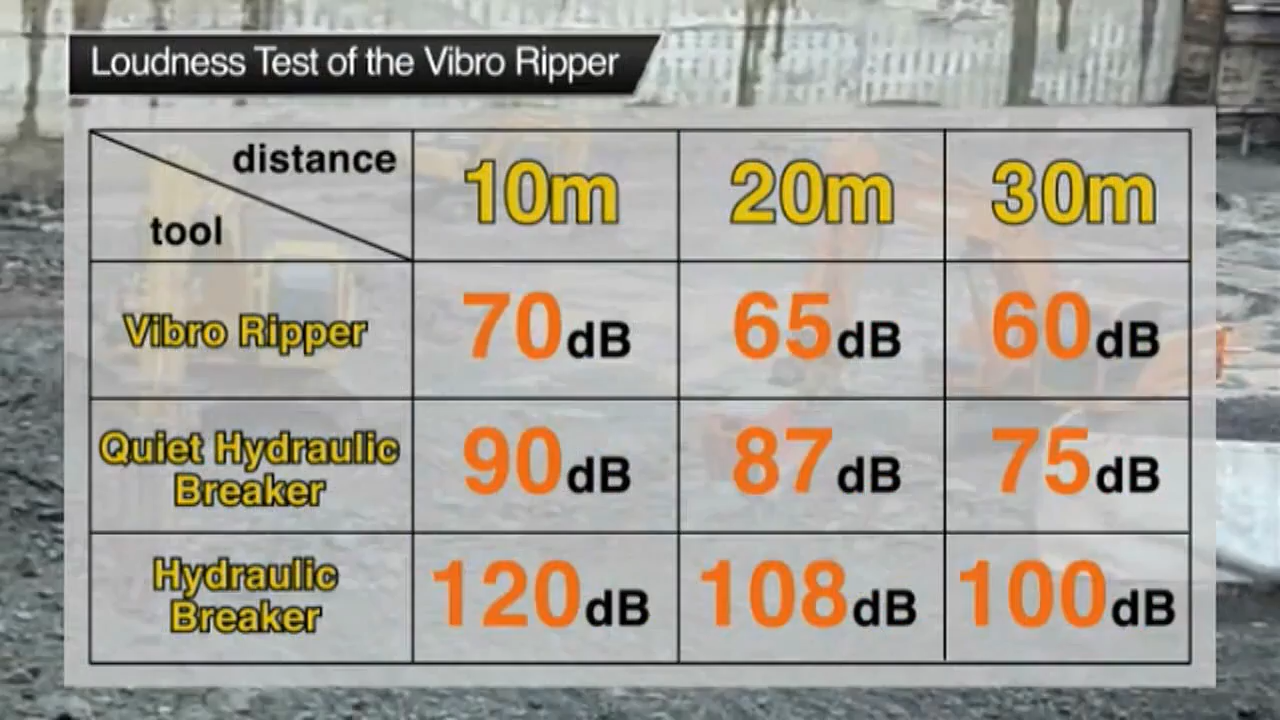 Loudness Test of the Vibro Ripper
distance
tool
10m 20m 30m
Vibro Ripper 70dB 65dB 60dB
Quiet Hydraulic
Breaker 90dB 87dB 75dB
Hydraulic
Breaker 120dB 108dB 100dB